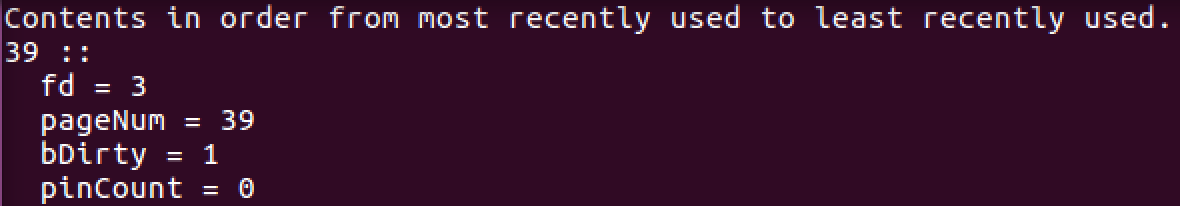 Contents in order from most recently used to least recently used.
39 ::
  fd = 3
  pageNum = 39
  bDirty = 1
  pinCount = 0